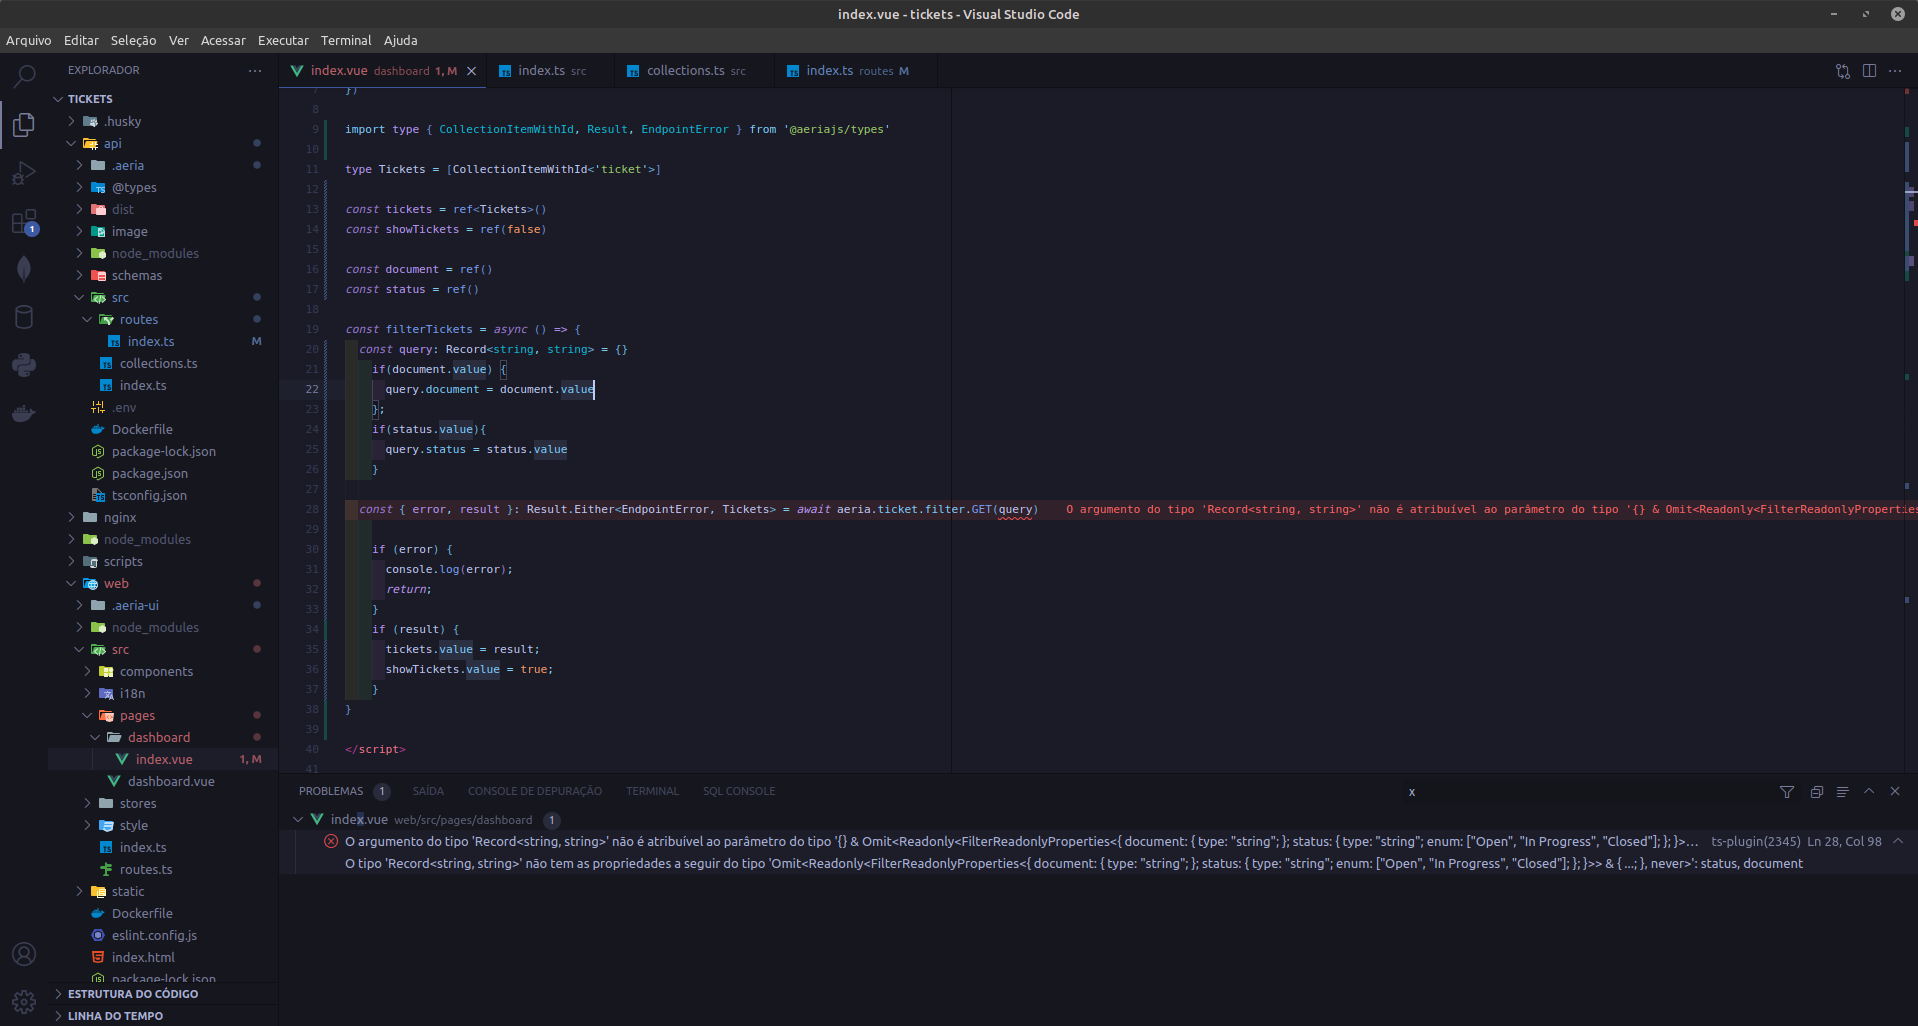 index.vue - tickets - Visual Studio Code
Arquivo Editar Seleção Ver Acessar Executar Terminal Ajuda
EXPLORADOR
index.vue dashboard 1, M
TS index.ts src
TS collections.ts src
TS index.ts routes M
TICKETS
.husky
api
.aeria
@types
dist
image
node_modules
schemas
src
routes
TS index.ts M
TS collections.ts
TS index.ts
.env
Dockerfile
package-lock.json
package.json
tsconfig.json
nginx
node_modules
scripts
web
.aeria-ui
node_modules
src
components
i18n
pages
dashboard
index.vue 1, M
dashboard.vue
stores
style
TS index.ts
routes.ts
static
Dockerfile
eslint.config.js
index.html
package-lock.json
ESTRUTURA DO CÓDIGO
LINHA DO TEMPO
1
7 })
8
9 import type { CollectionItemWithId, Result, EndpointError } from '@aeriajs/types'
10
11 type Tickets = [CollectionItemWithId<'ticket'>]
12
13 const tickets = ref<Tickets>()
14 const showTickets = ref(false)
15
16 const document = ref()
17 const status = ref()
18
19 const filterTickets = async () => {
20 const query: Record<string, string> = {}
21 if(document.value) {
22 query.document = document.value
23 };
24 if(status.value){
25 query.status = status.value
26 }
27
28 const { error, result }: Result.Either<EndpointError, Tickets> = await aeria.ticket.filter.GET(query) O argumento do tipo 'Record<string, string>' não é atribuível ao parâmetro do tipo '{} & Omit<Readonly<FilterReadonlyProperties
29
30 if (error) {
31 console.log(error);
32 return;
33 }
34 if (result) {
35 tickets.value = result;
36 showTickets.value = true;
37 }
38 }
39
40 </script>
41
PROBLEMAS 1 SAÍDA CONSOLE DE DEPURAÇÃO TERMINAL SQL CONSOLE x
index.vue web/src/pages/dashboard 1
O argumento do tipo 'Record<string, string>' não é atribuível ao parâmetro do tipo '{} & Omit<Readonly<FilterReadonlyProperties<{ document: { type: "string"; }; status: { type: "string"; enum: ["Open", "In Progress", "Closed"]; }; }>... ts-plugin(2345) Ln 28, Col 98
O tipo 'Record<string, string>' não tem as propriedades a seguir do tipo 'Omit<Readonly<FilterReadonlyProperties<{ document: { type: "string"; }; status: { type: "string"; enum: ["Open", "In Progress", "Closed"]; }; }>> & { ...; }, never>': status, document